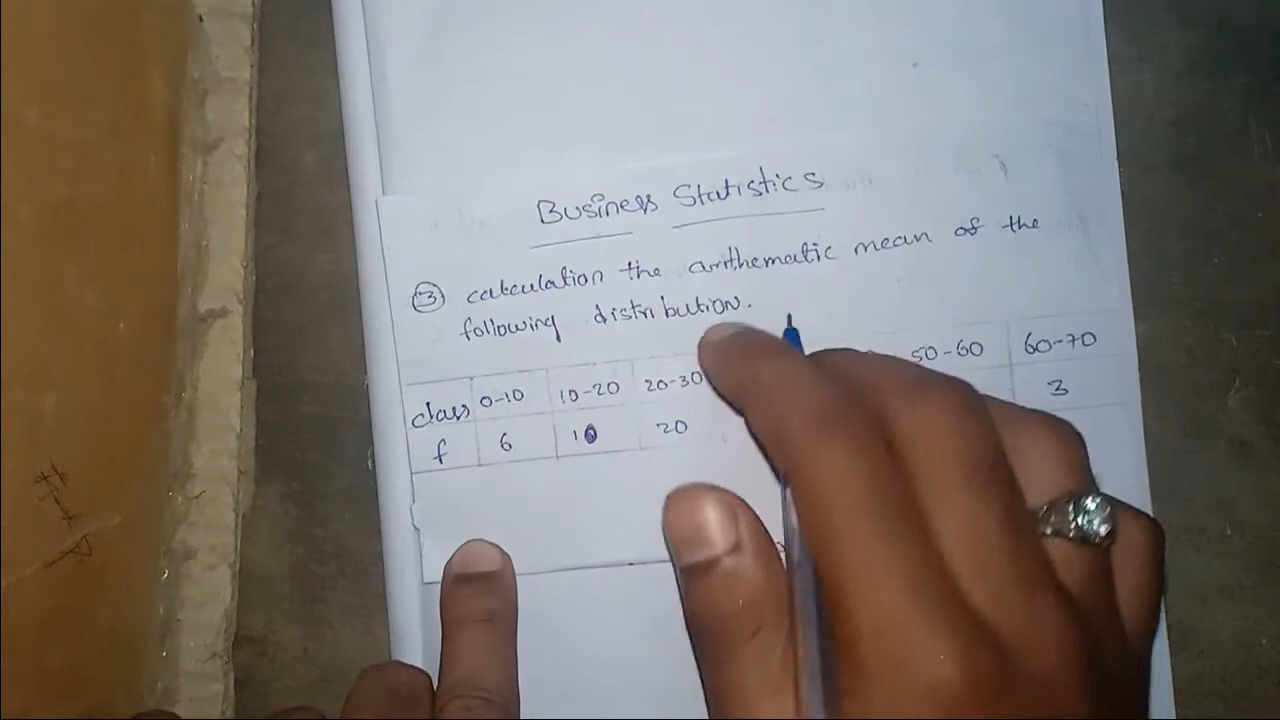 Business Statistics
3 calculation the arithematic mean of the
following distribution.
class 0-10 10-20 20-30 50-60 60-70
f 6 10 20 3